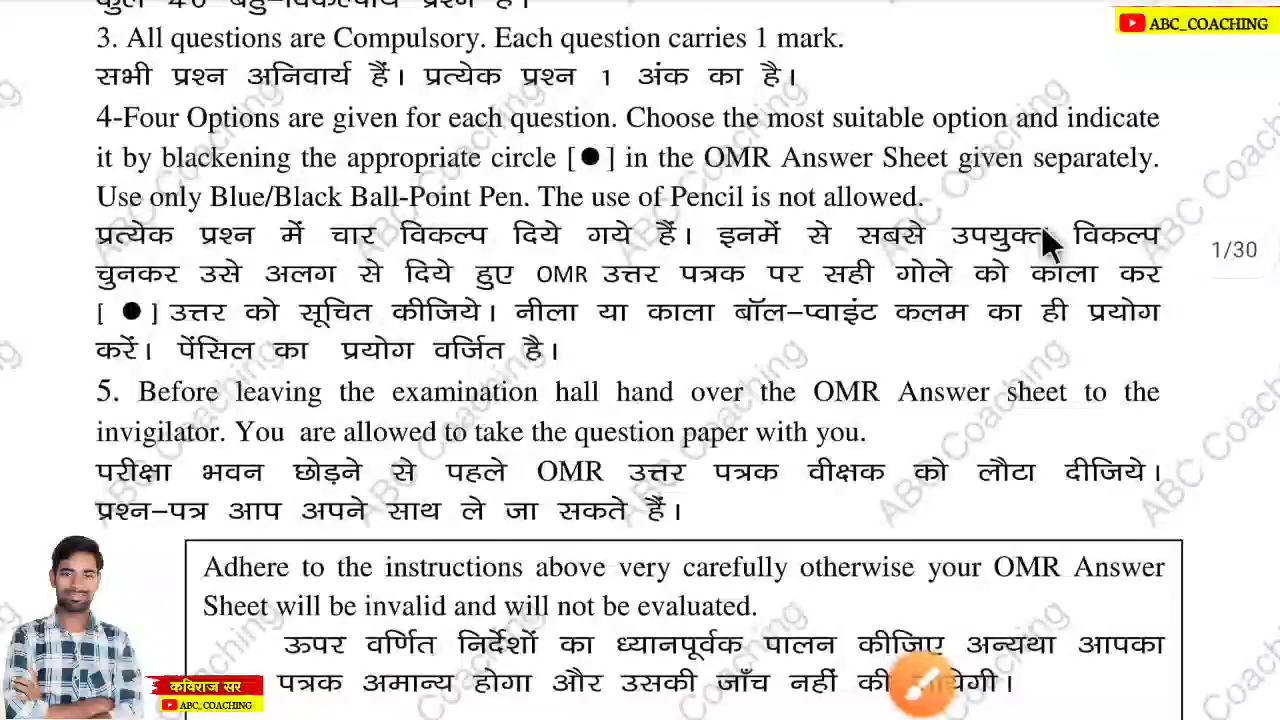 कुल 40 बहु–विकल्पीय प्रश्न हैं।
ABC_COACHING
3. All questions are Compulsory. Each question carries 1 mark.
सभी प्रश्न अनिवार्य हैं। प्रत्येक प्रश्न 1 अंक का है।
4-Four Options are given for each question. Choose the most suitable option and indicate
it by blackening the appropriate circle [●] in the OMR Answer Sheet given separately.
Use only Blue/Black Ball-Point Pen. The use of Pencil is not allowed.
प्रत्येक प्रश्न में चार विकल्प दिये गये हैं। इनमें से सबसे उपयुक्त विकल्प
1/30
चुनकर उसे अलग से दिये हुए OMR उत्तर पत्रक पर सही गोले को काला कर
[ ●] उत्तर को सूचित कीजिये। नीला या काला बॉल–प्वाइंट कलम का ही प्रयोग
करें। पेंसिल का प्रयोग वर्जित है।
5. Before leaving the examination hall hand over the OMR Answer sheet to the
invigilator. You are allowed to take the question paper with you.
परीक्षा भवन छोड़ने से पहले OMR उत्तर पत्रक वीक्षक को लौटा दीजिये।
प्रश्न–पत्र आप अपने साथ ले जा सकते हैं।
Adhere to the instructions above very carefully otherwise your OMR Answer
Sheet will be invalid and will not be evaluated.
ऊपर वर्णित निर्देशों का ध्यानपूर्वक पालन कीजिए अन्यथा आपका
पत्रक अमान्य होगा और उसकी जाँच नहीं की जायेगी।
कविराज सर
ABC_COACHING
ABC Coaching